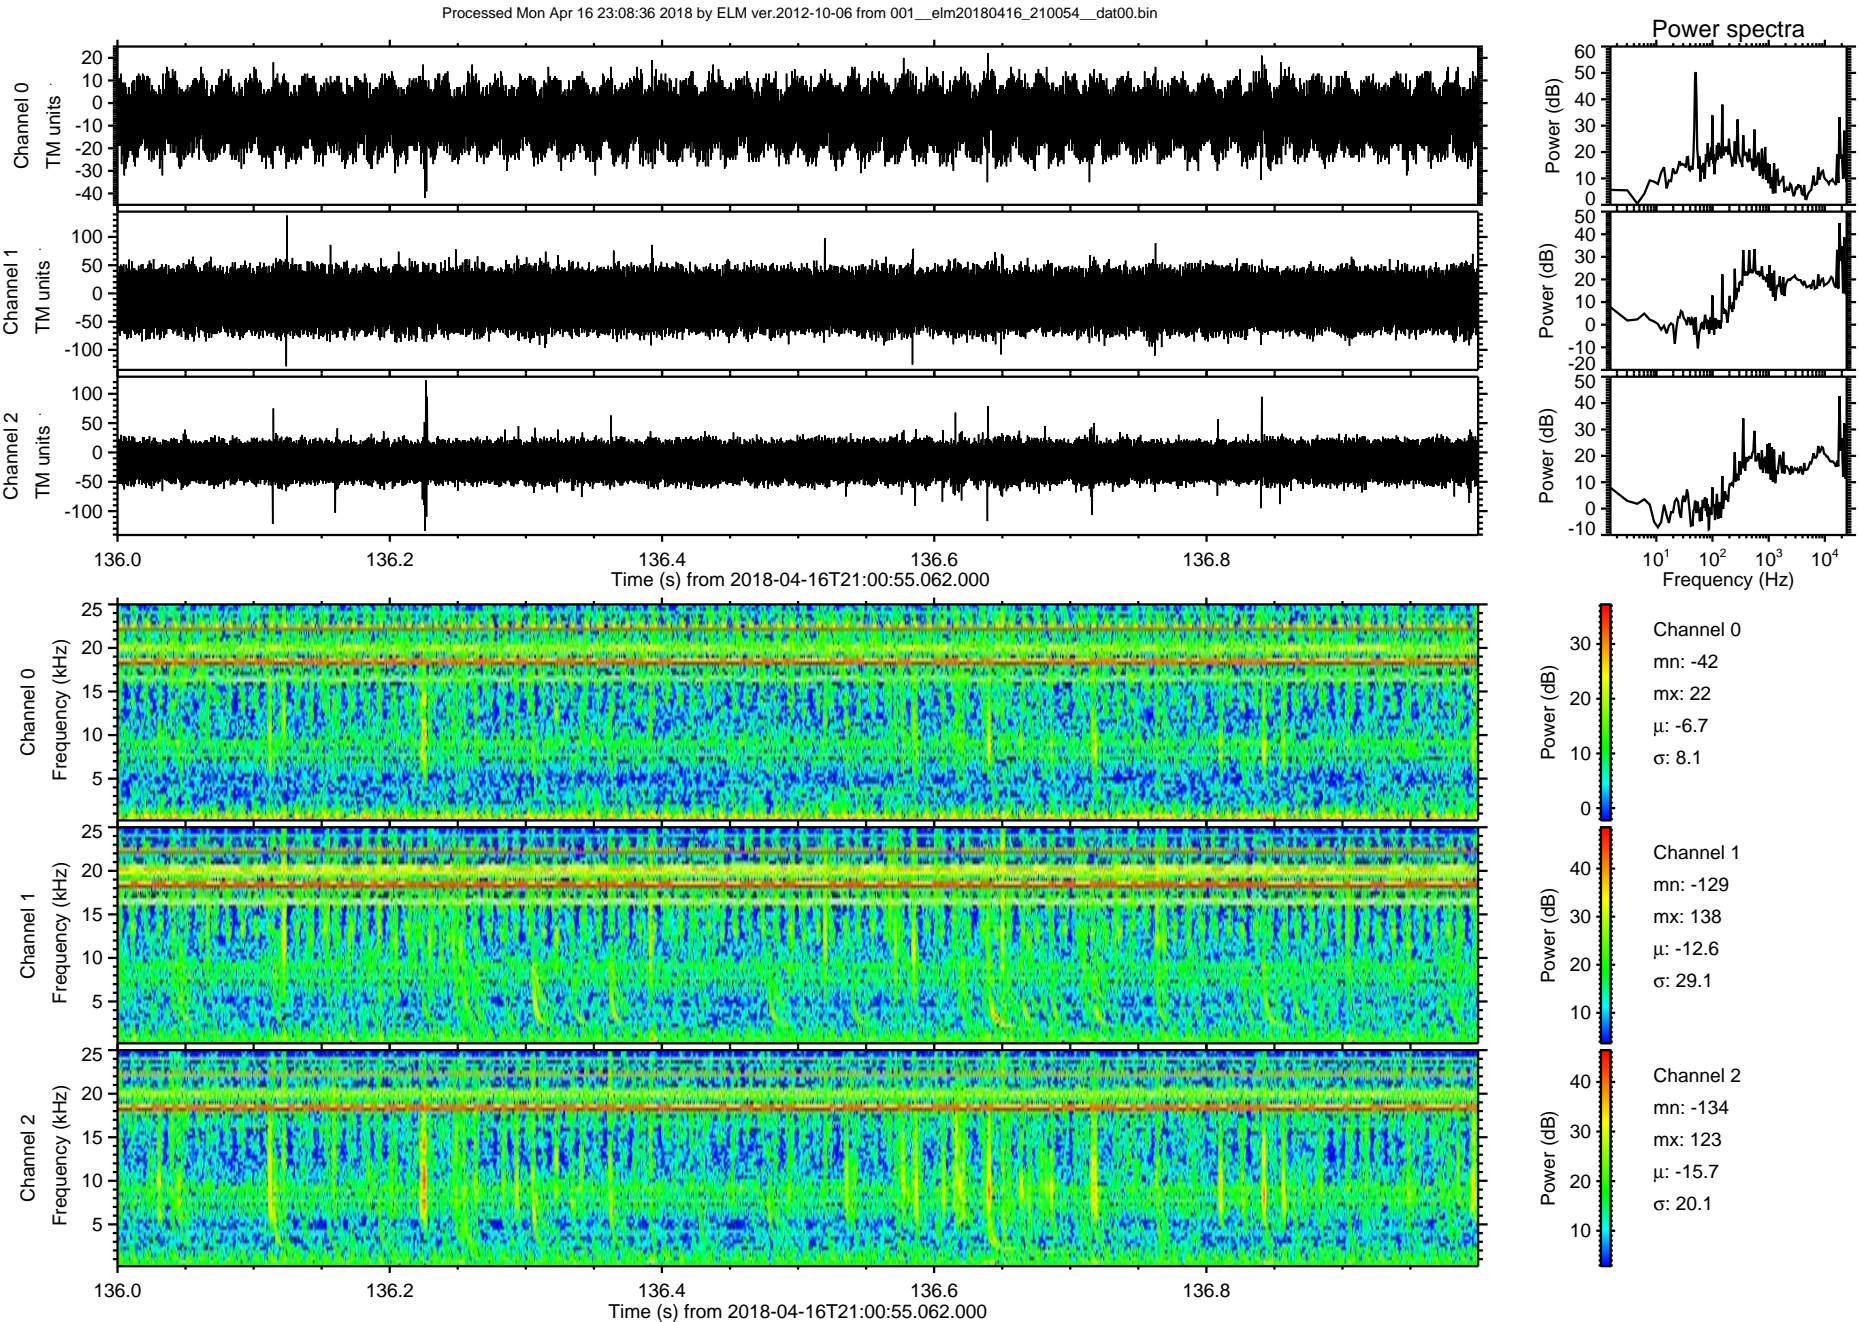 Processed Mon Apr 16 23:08:36 2018 by ELM ver.2012-10-06 from 001__elm20180416_210054__dat00.bin
Power spectra
Channel 0
TM units
20
10
0
-10
-20
-30
-40
Power (dB)
60
50
40
30
20
10
0
Channel 1
TM units
100
50
0
-50
-100
Power (dB)
50
40
30
20
10
0
-10
-20
Channel 2
TM units
100
50
0
-50
-100
Power (dB)
50
40
30
20
10
0
-10
136.0 136.2 136.4 136.6 136.8
Time (s) from 2018-04-16T21:00:55.062.000
10¹ 10² 10³ 10⁴
Frequency (Hz)
Channel 0
Frequency (kHz)
25
20
15
10
5
Power (dB)
30
20
10
0
Channel 0
mn: -42
mx: 22
μ: -6.7
σ: 8.1
Channel 1
Frequency (kHz)
25
20
15
10
5
Power (dB)
40
30
20
10
Channel 1
mn: -129
mx: 138
μ: -12.6
σ: 29.1
Channel 2
Frequency (kHz)
25
20
15
10
5
Power (dB)
40
30
20
10
Channel 2
mn: -134
mx: 123
μ: -15.7
σ: 20.1
136.0 136.2 136.4 136.6 136.8
Time (s) from 2018-04-16T21:00:55.062.000